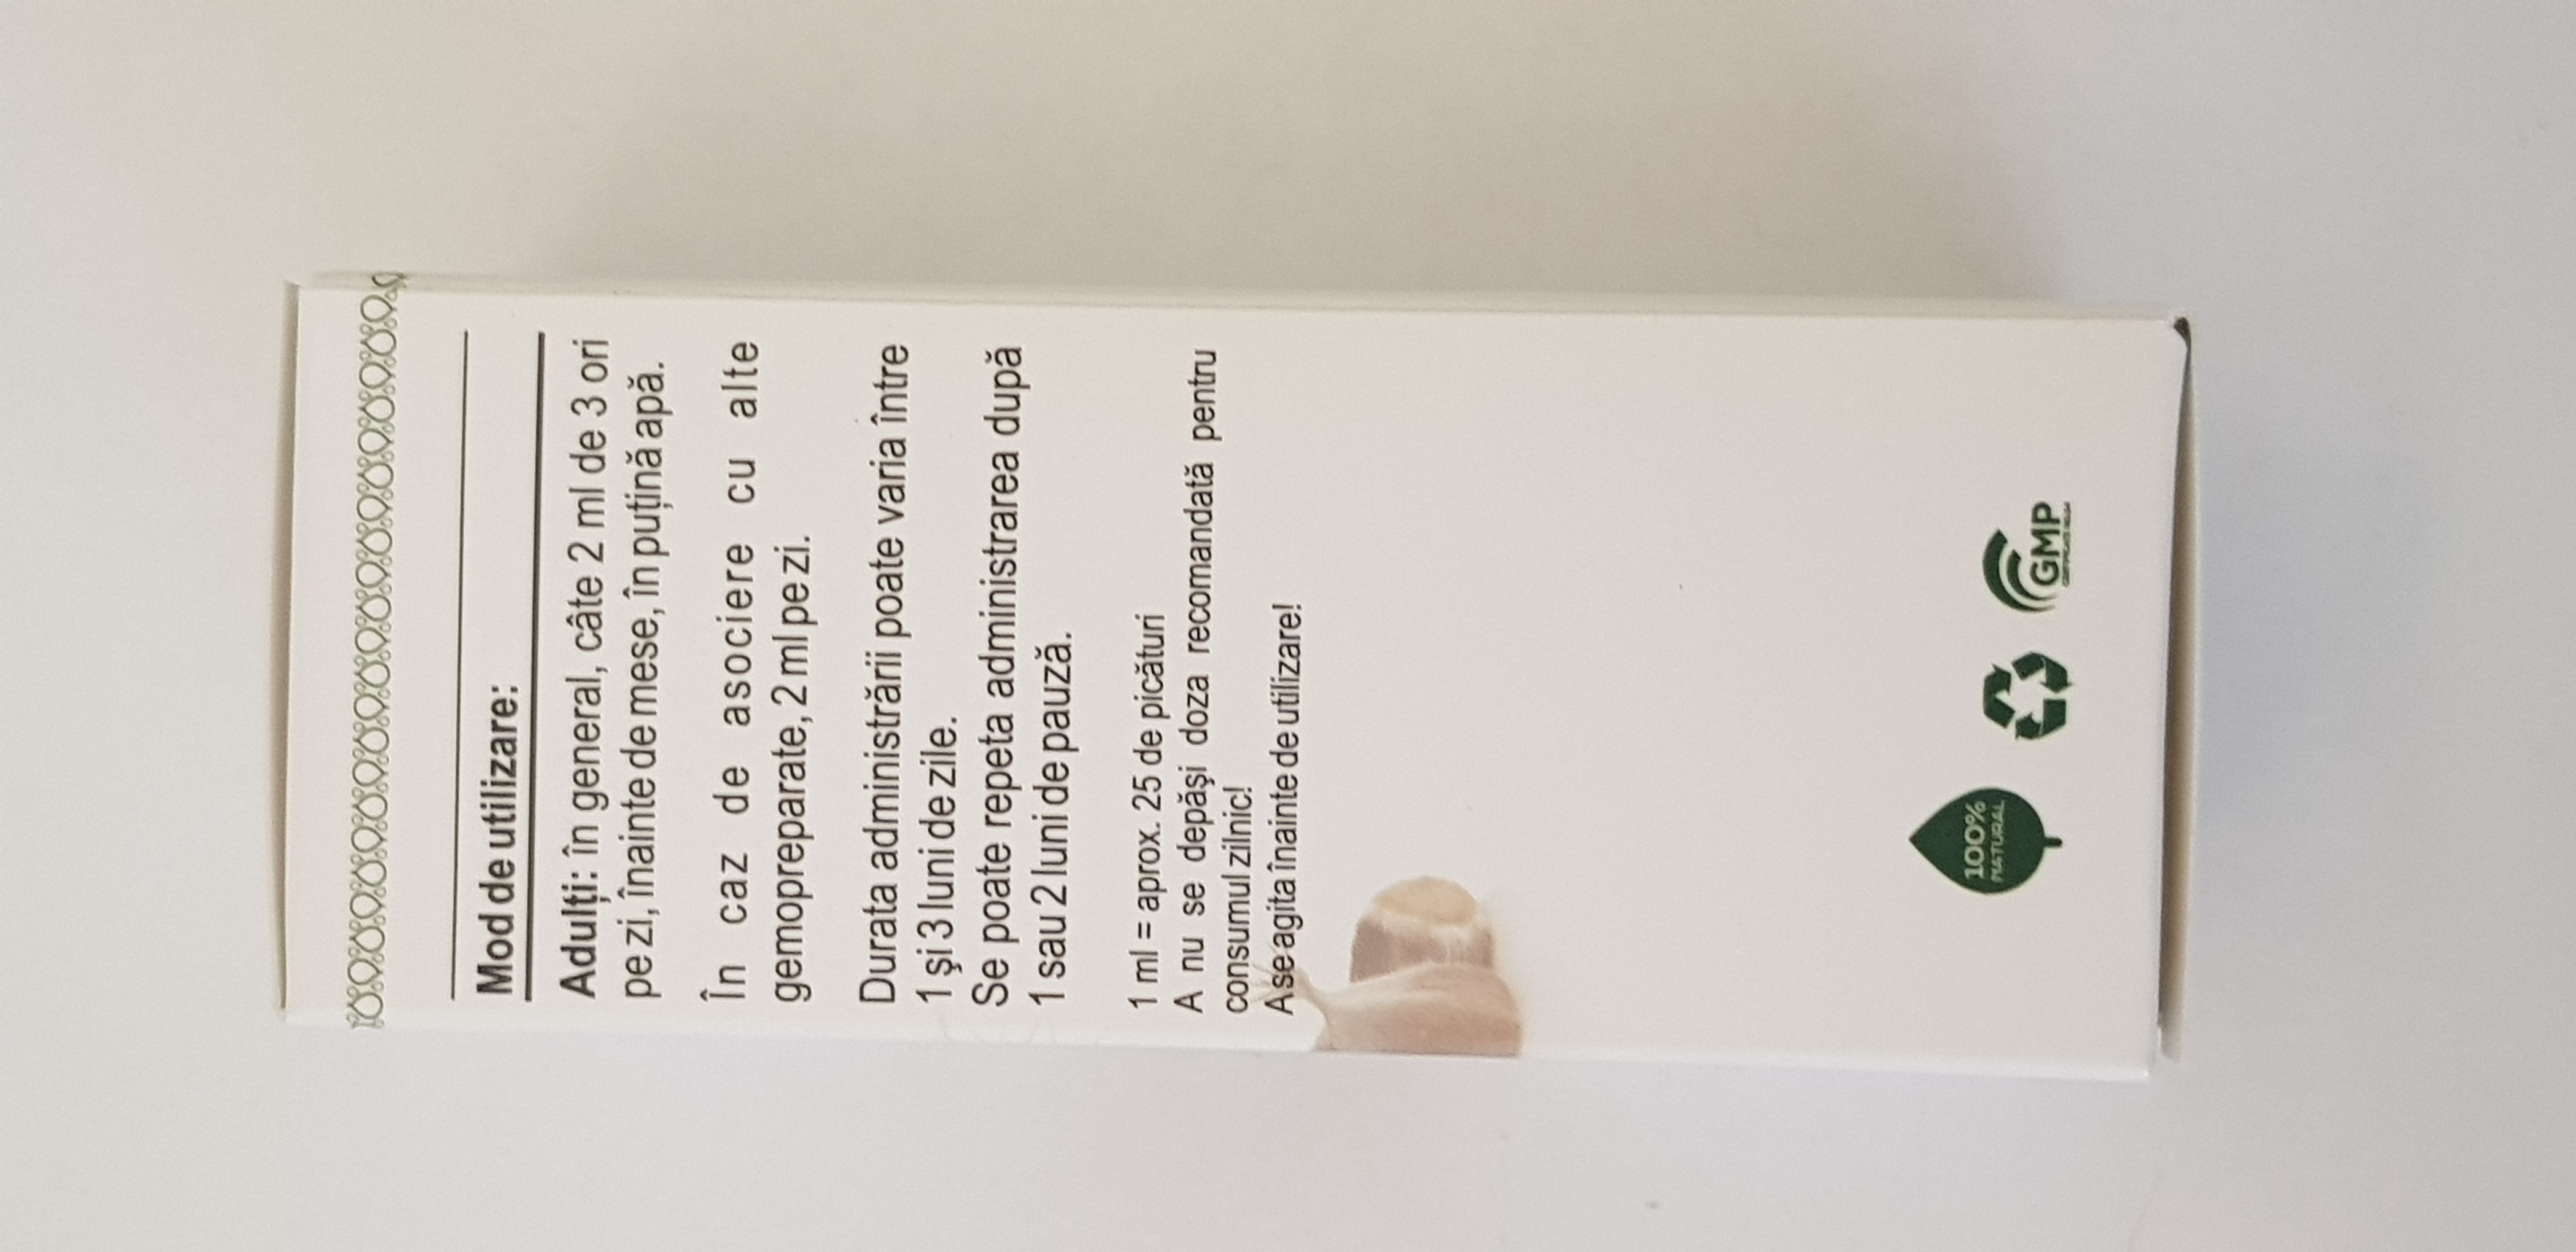 Mod de utilizare:
Adulți: în general, câte 2 ml de 3 ori
pe zi, înainte de mese, în puțină apă.
În caz de asociere cu alte
gemopreparate, 2 ml pe zi.
Durata administrării poate varia între
1 şi 3 luni de zile.
Se poate repeta administrarea după
1 sau 2 luni de pauză.
1 ml = aprox. 25 de picături
A nu se depăşi doza recomandată pentru
consumul zilnic!
A se agita înainte de utilizare!
100%
NATURAL
GMP